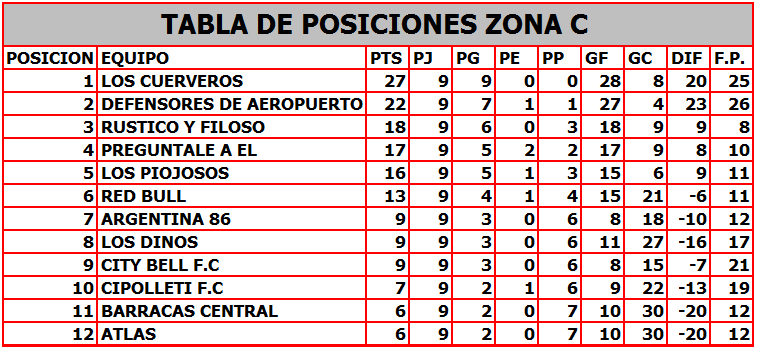 TABLA DE POSICIONES ZONA C
POSICION EQUIPO PTS PJ PG PE PP GF GC DIF F.P.
1 LOS CUERVEROS 27 9 9 0 0 28 8 20 25
2 DEFENSORES DE AEROPUERTO 22 9 7 1 1 27 4 23 26
3 RUSTICO Y FILOSO 18 9 6 0 3 18 9 9 8
4 PREGUNTALE A EL 17 9 5 2 2 17 9 8 10
5 LOS PIOJOSOS 16 9 5 1 3 15 6 9 11
6 RED BULL 13 9 4 1 4 15 21 -6 11
7 ARGENTINA 86 9 9 3 0 6 8 18 -10 12
8 LOS DINOS 9 9 3 0 6 11 27 -16 17
9 CITY BELL F.C 9 9 3 0 6 8 15 -7 21
10 CIPOLLETI F.C 7 9 2 1 6 9 22 -13 19
11 BARRACAS CENTRAL 6 9 2 0 7 10 30 -20 12
12 ATLAS 6 9 2 0 7 10 30 -20 12